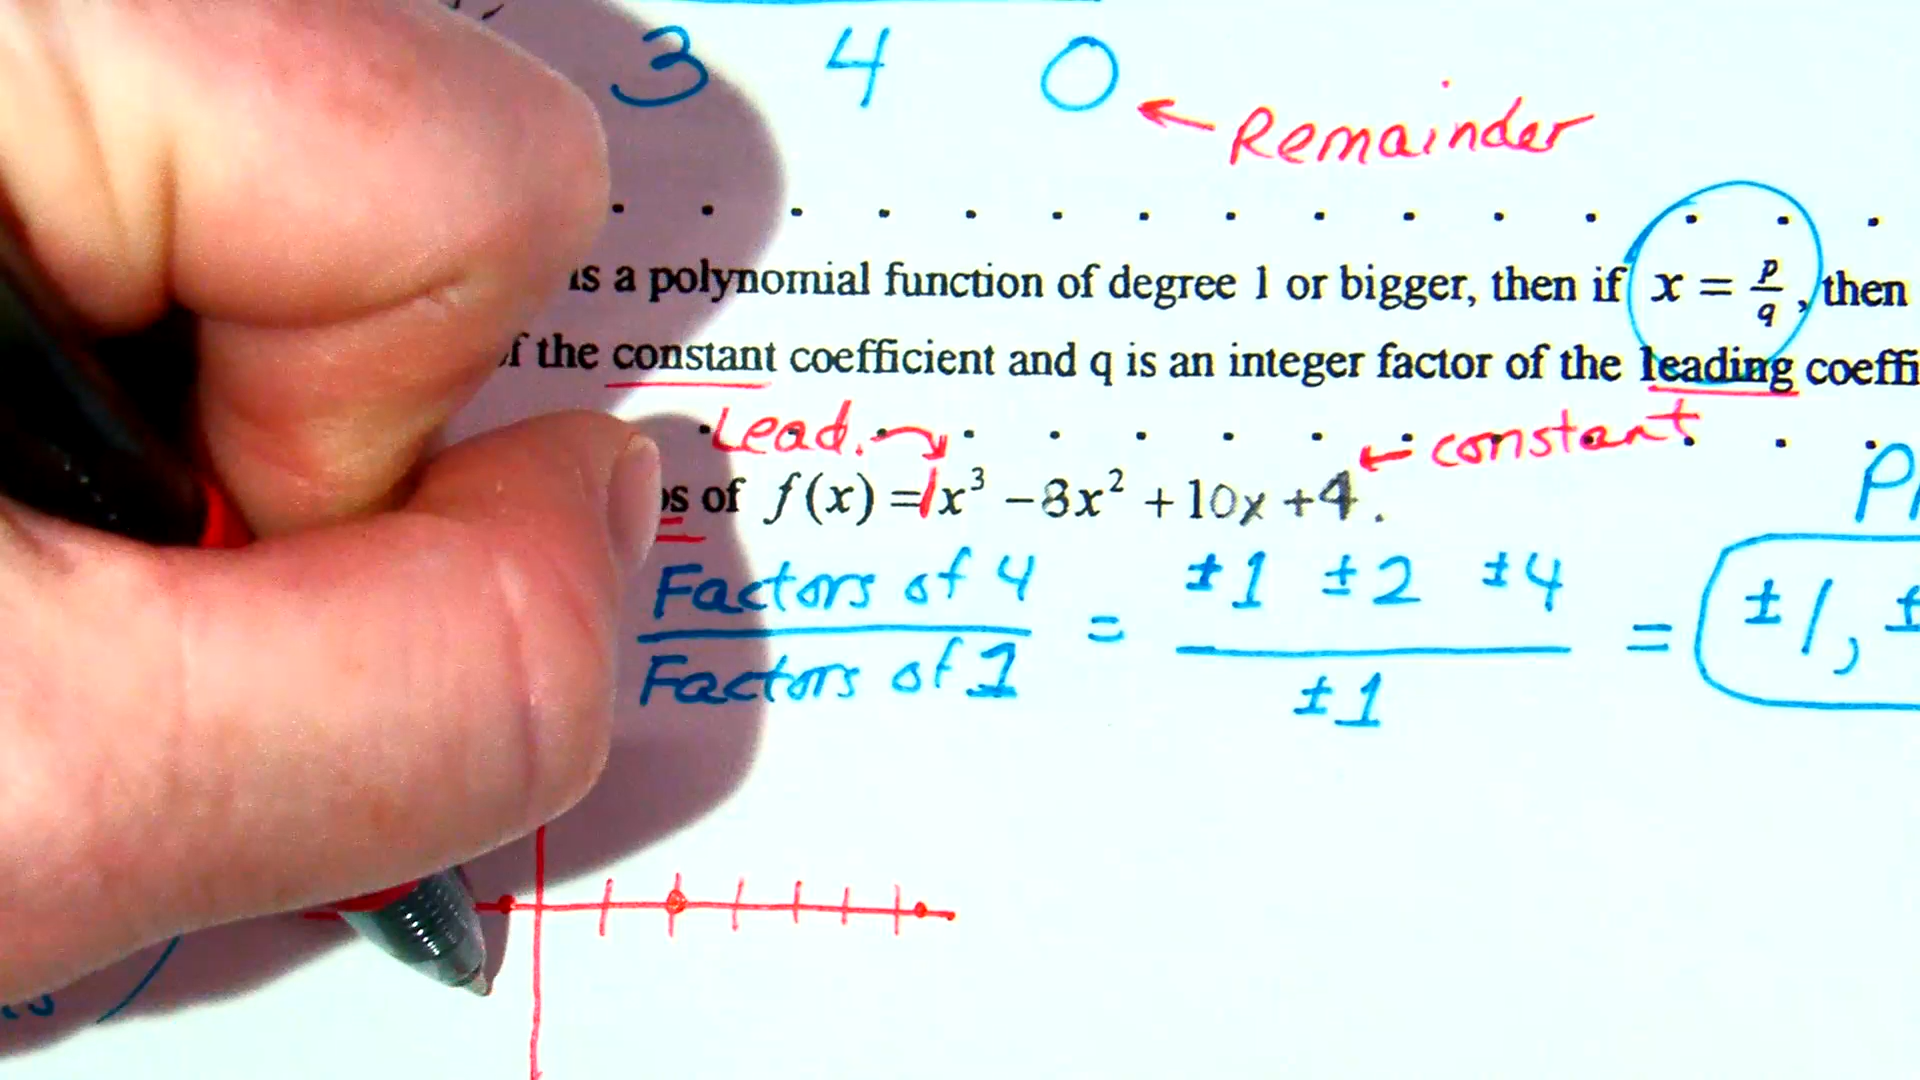 3 4 0 ← Remainder
is a polynomial function of degree 1 or bigger, then if x = p/q, then
of the constant coefficient and q is an integer factor of the leading coeffi
Lead. ← constant
os of f(x) = 1x³ − 8x² + 10x + 4.
Factors of 4 / Factors of 1 = ±1 ±2 ±4 / ±1 = ±1, ±